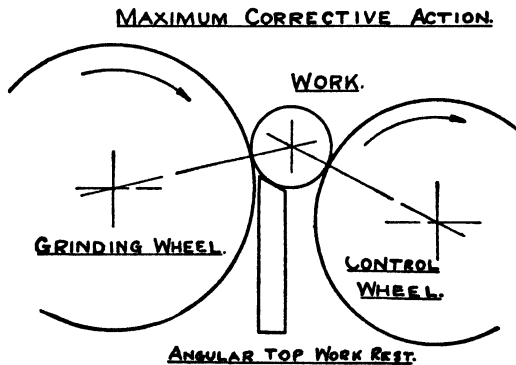 MAXIMUM CORRECTIVE ACTION.
WORK.
GRINDING WHEEL.
CONTROL
WHEEL.
ANGULAR TOP WORK REST.